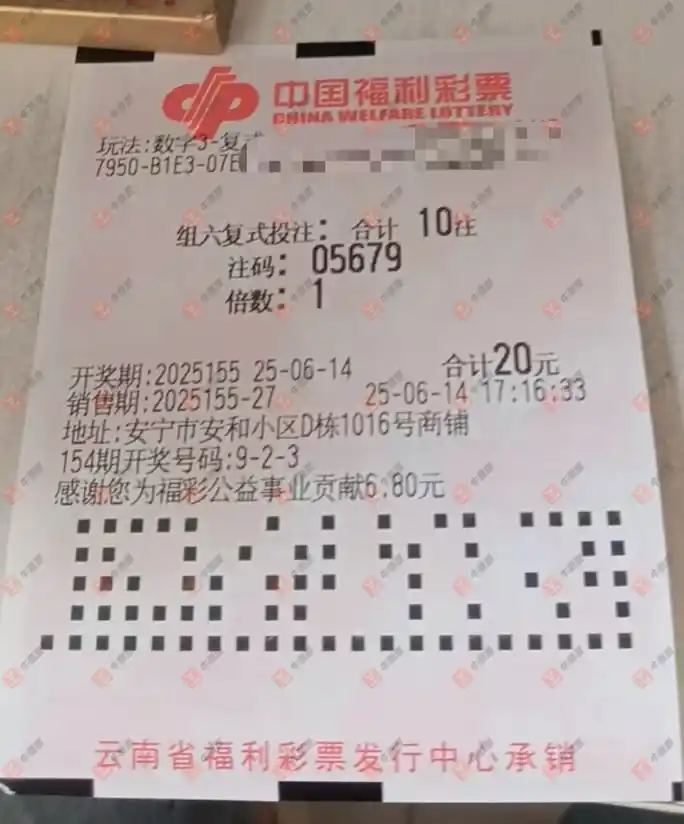 中国福利彩票
CHINA WELFARE LOTTERY
玩法:数字3-复式
7950-B1E3-07E
组六复式投注: 合计 10注
注码: 05679
倍数: 1
开奖期:2025155 25-06-14 合计20元
销售期:2025155-27 25-06-14 17:16:33
地址:安宁市安和小区D栋1016号商铺
154期开奖号码:9-2-3
感谢您为福彩公益事业贡献6.80元
云南省福利彩票发行中心承销